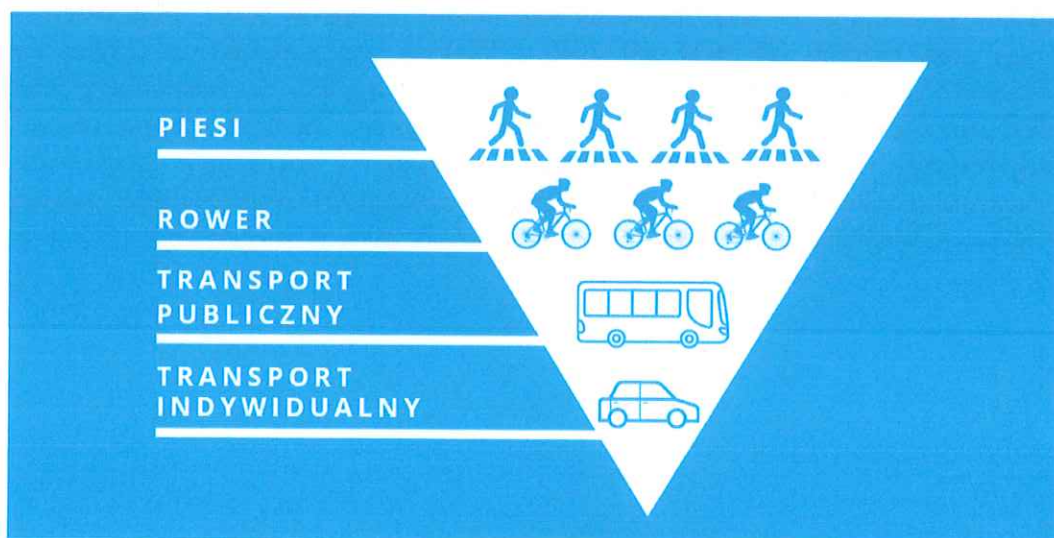 PIESI
ROWER
TRANSPORT
PUBLICZNY
TRANSPORT
INDYWIDUALNY